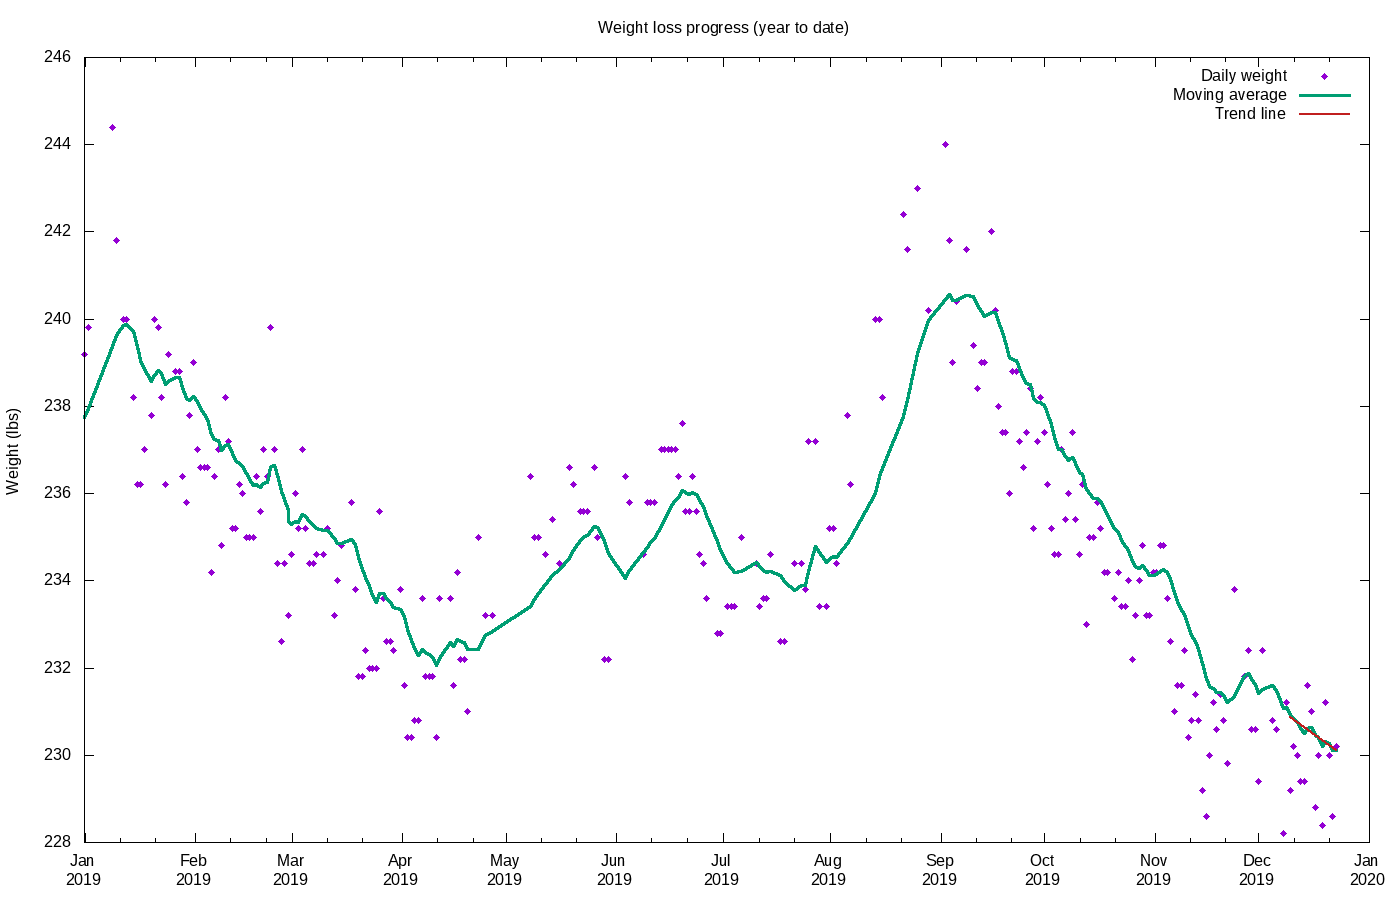 Weight loss progress (year to date)
246
244
242
240
238
236
234
232
230
228
Weight (lbs)
Daily weight
Moving average
Trend line
Jan Feb Mar Apr May Jun Jul Aug Sep Oct Nov Dec Jan
2019 2019 2019 2019 2019 2019 2019 2019 2019 2019 2019 2019 2020